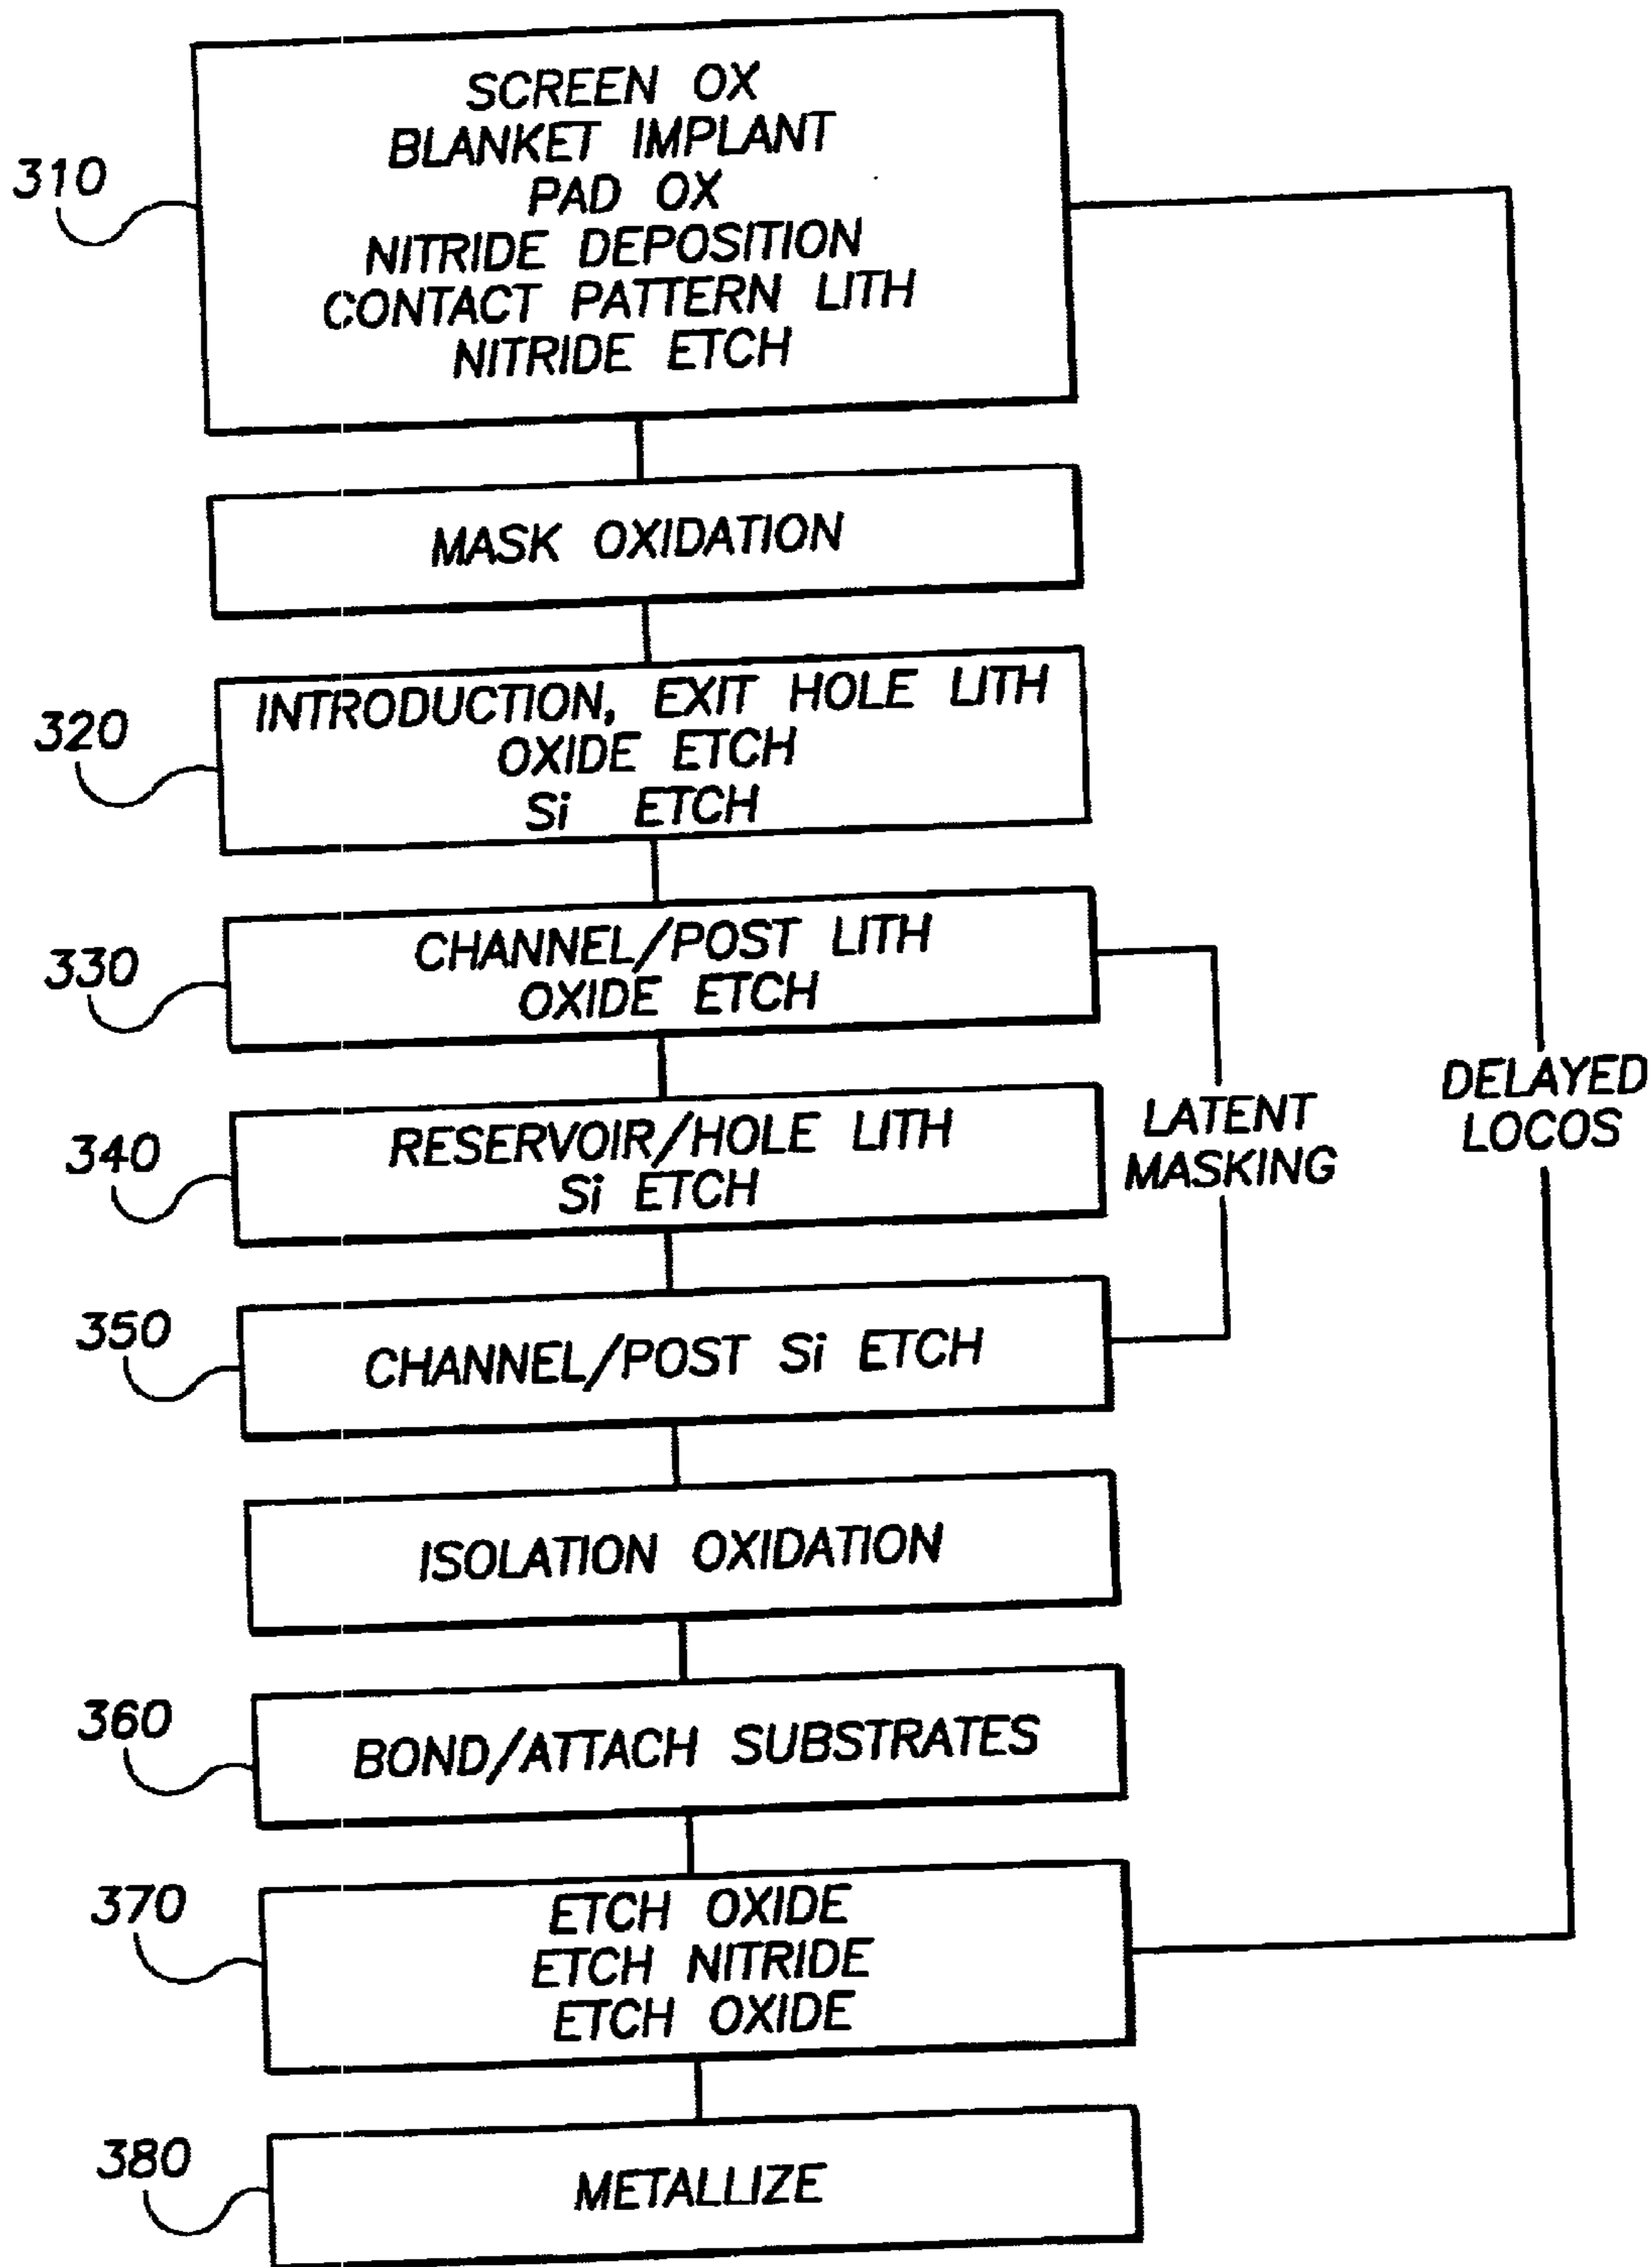 310
SCREEN OX
BLANKET IMPLANT
PAD OX
NITRIDE DEPOSITION
CONTACT PATTERN LITH
NITRIDE ETCH
MASK OXIDATION
320
INTRODUCTION, EXIT HOLE LITH
OXIDE ETCH
Si ETCH
330
CHANNEL/POST LITH
OXIDE ETCH
340
RESERVOIR/HOLE LITH
Si ETCH
LATENT
MASKING
DELAYED
LOCOS
350
CHANNEL/POST Si ETCH
ISOLATION OXIDATION
360
BOND/ATTACH SUBSTRATES
370
ETCH OXIDE
ETCH NITRIDE
ETCH OXIDE
380
METALLIZE